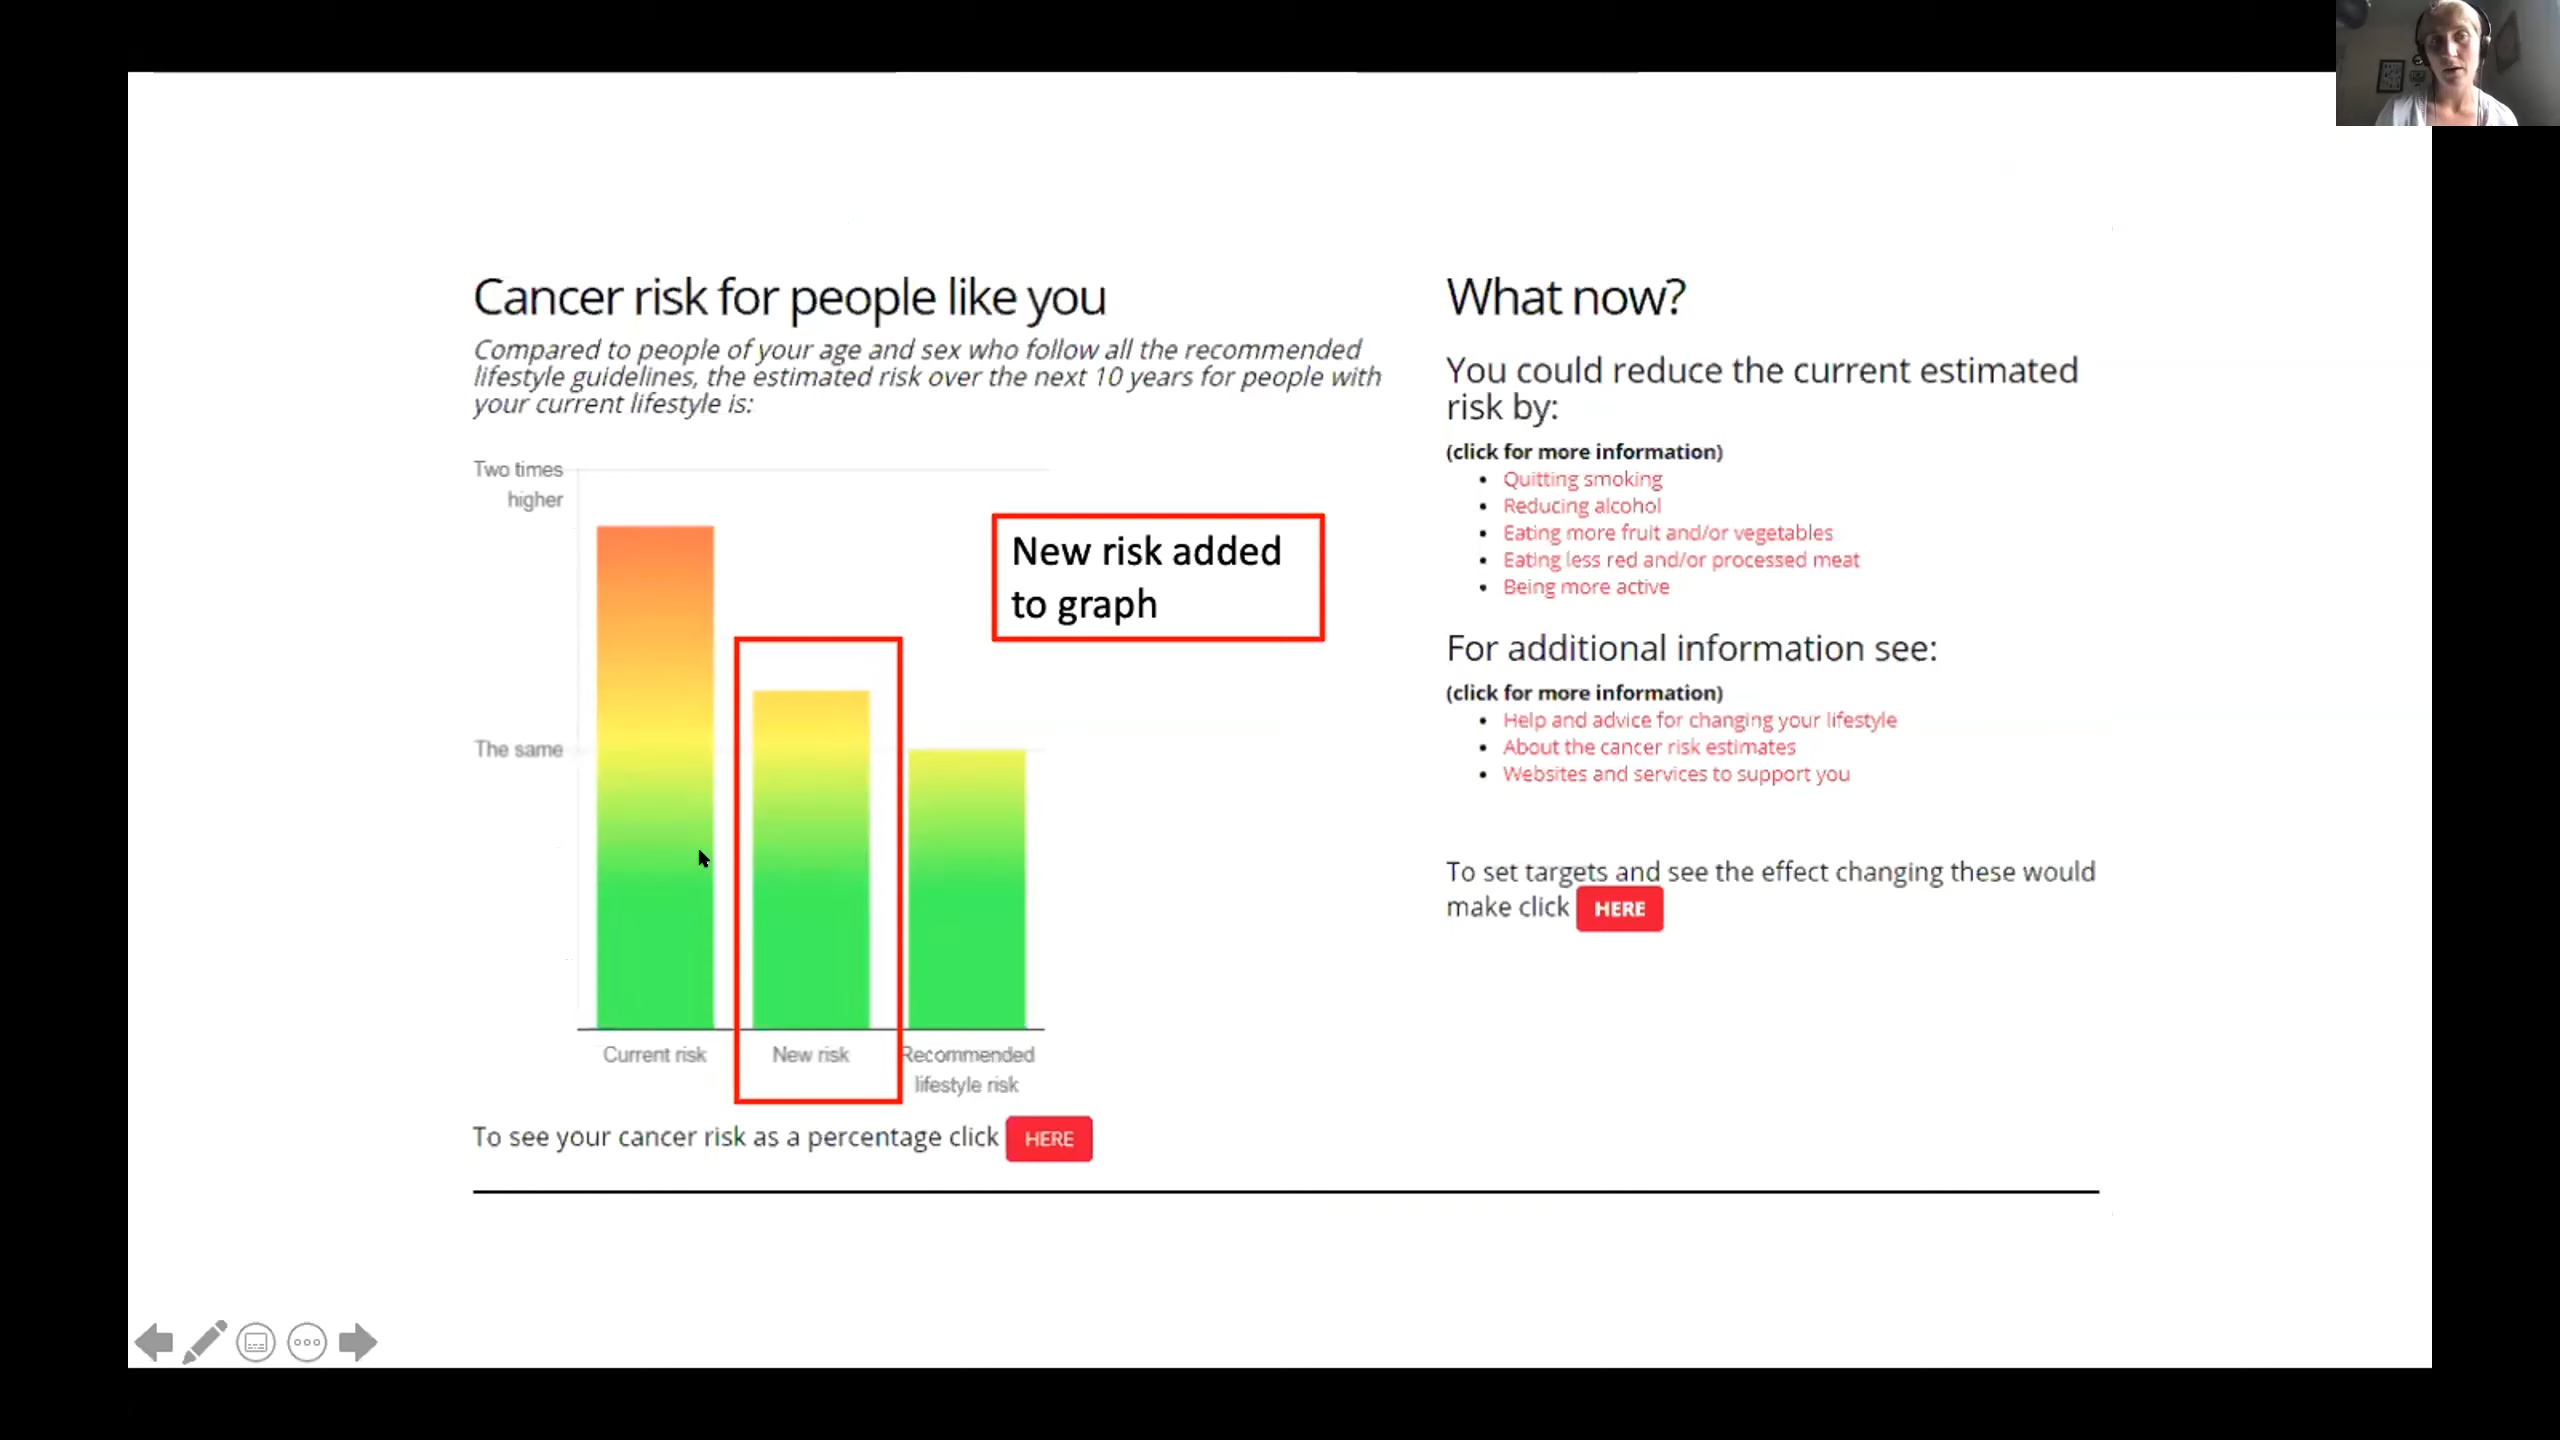 Cancer risk for people like you
Compared to people of your age and sex who follow all the recommended
lifestyle guidelines, the estimated risk over the next 10 years for people with
your current lifestyle is:
Two times
higher
The same
New risk added
to graph
Current risk
New risk
Recommended
lifestyle risk
To see your cancer risk as a percentage click HERE
What now?
You could reduce the current estimated
risk by:
(click for more information)
Quitting smoking
Reducing alcohol
Eating more fruit and/or vegetables
Eating less red and/or processed meat
Being more active
For additional information see:
(click for more information)
Help and advice for changing your lifestyle
About the cancer risk estimates
Websites and services to support you
To set targets and see the effect changing these would
make click HERE